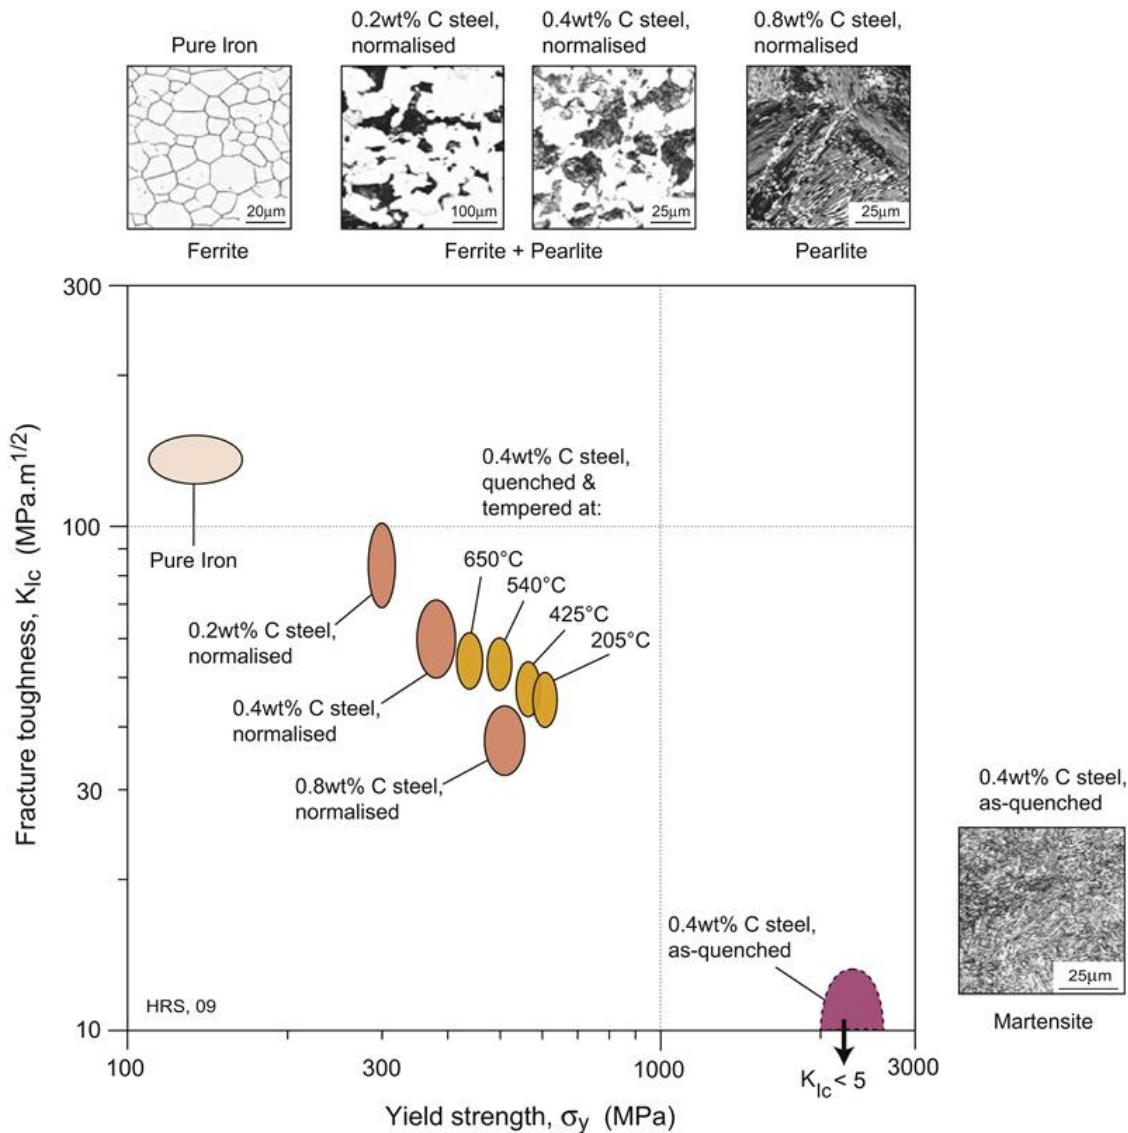 Pure Iron
0.2wt% C steel,
normalised
0.4wt% C steel,
normalised
0.8wt% C steel,
normalised
20μm
100μm
25μm
25μm
Ferrite
Ferrite + Pearlite
Pearlite
300
100
30
10
Fracture toughness, K_Ic (MPa.m^1/2)
Pure Iron
0.2wt% C steel,
normalised
0.4wt% C steel,
normalised
0.8wt% C steel,
normalised
0.4wt% C steel,
quenched &
tempered at:
650°C
540°C
425°C
205°C
0.4wt% C steel,
as-quenched
HRS, 09
K_Ic < 5
100
300
1000
3000
Yield strength, σ_y (MPa)
0.4wt% C steel,
as-quenched
25μm
Martensite